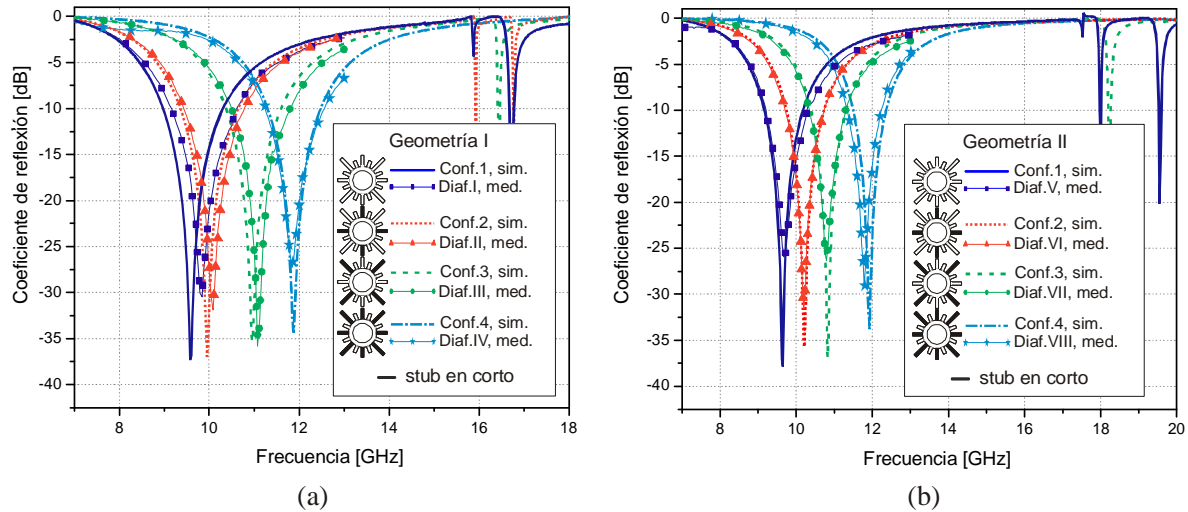 0
-5
-10
-15
-20
-25
-30
-35
-40
Coeficiente de reflexión [dB]
Geometría I
Conf.1, sim.
Diaf.I, med.
Conf.2, sim.
Diaf.II, med.
Conf.3, sim.
Diaf.III, med.
Conf.4, sim.
Diaf.IV, med.
stub en corto
8 10 12 14 16 18
Frecuencia [GHz]
(a)
0
-5
-10
-15
-20
-25
-30
-35
-40
Coeficiente de reflexión [dB]
Geometría II
Conf.1, sim.
Diaf.V, med.
Conf.2, sim.
Diaf.VI, med.
Conf.3, sim.
Diaf.VII, med.
Conf.4, sim.
Diaf.VIII, med.
stub en corto
8 10 12 14 16 18 20
Frecuencia [GHz]
(b)